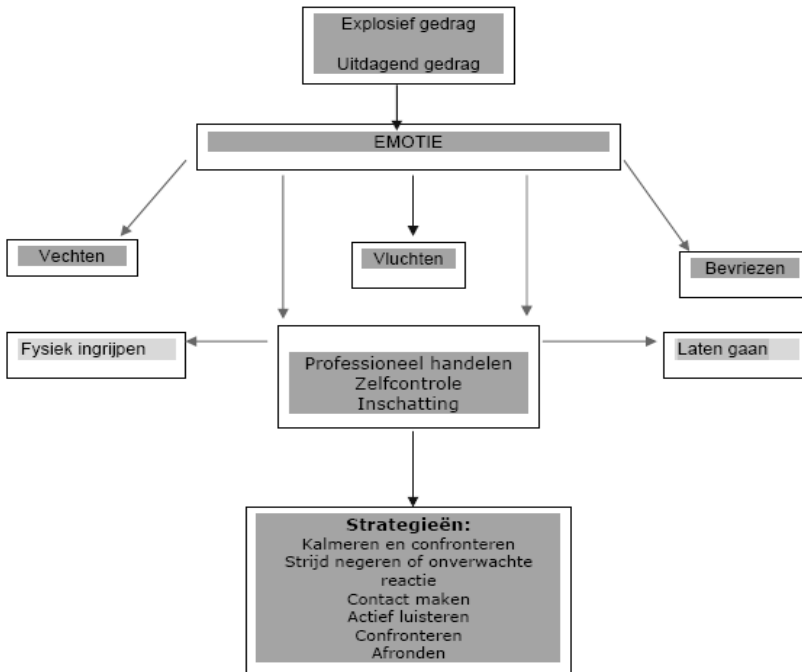 Explosief gedrag
Uitdagend gedrag
EMOTIE
Vechten
Vluchten
Bevriezen
Fysiek ingrijpen
Professioneel handelen
Zelfcontrole
Inschatting
Laten gaan
Strategieën:
Kalmeren en confronteren
Strijd negeren of onverwachte
reactie
Contact maken
Actief luisteren
Confronteren
Afronden